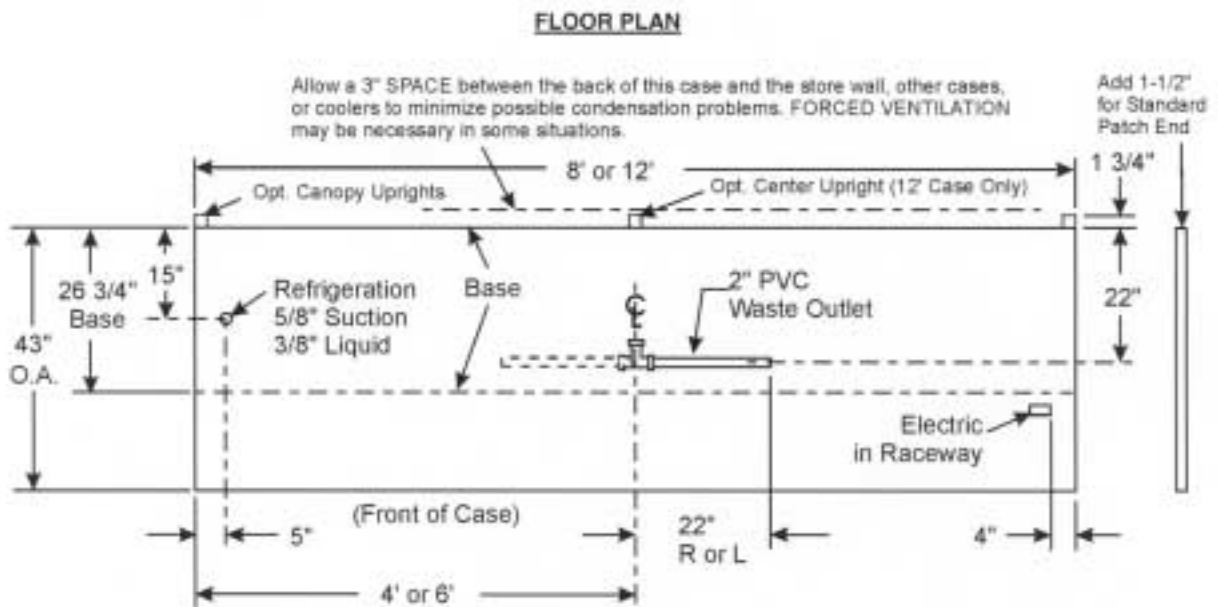 FLOOR PLAN
Allow a 3" SPACE between the back of this case and the store wall, other cases,
or coolers to minimize possible condensation problems. FORCED VENTILATION
may be necessary in some situations.
Add 1-1/2"
for Standard
Patch End
8' or 12'
1 3/4"
Opt. Canopy Uprights
Opt. Center Upright (12' Case Only)
15"
26 3/4"
Base
43"
O.A.
Refrigeration
5/8" Suction
3/8" Liquid
Base
CL
2" PVC
Waste Outlet
22"
Electric
in Raceway
(Front of Case)
5"
22"
R or L
4"
4' or 6'